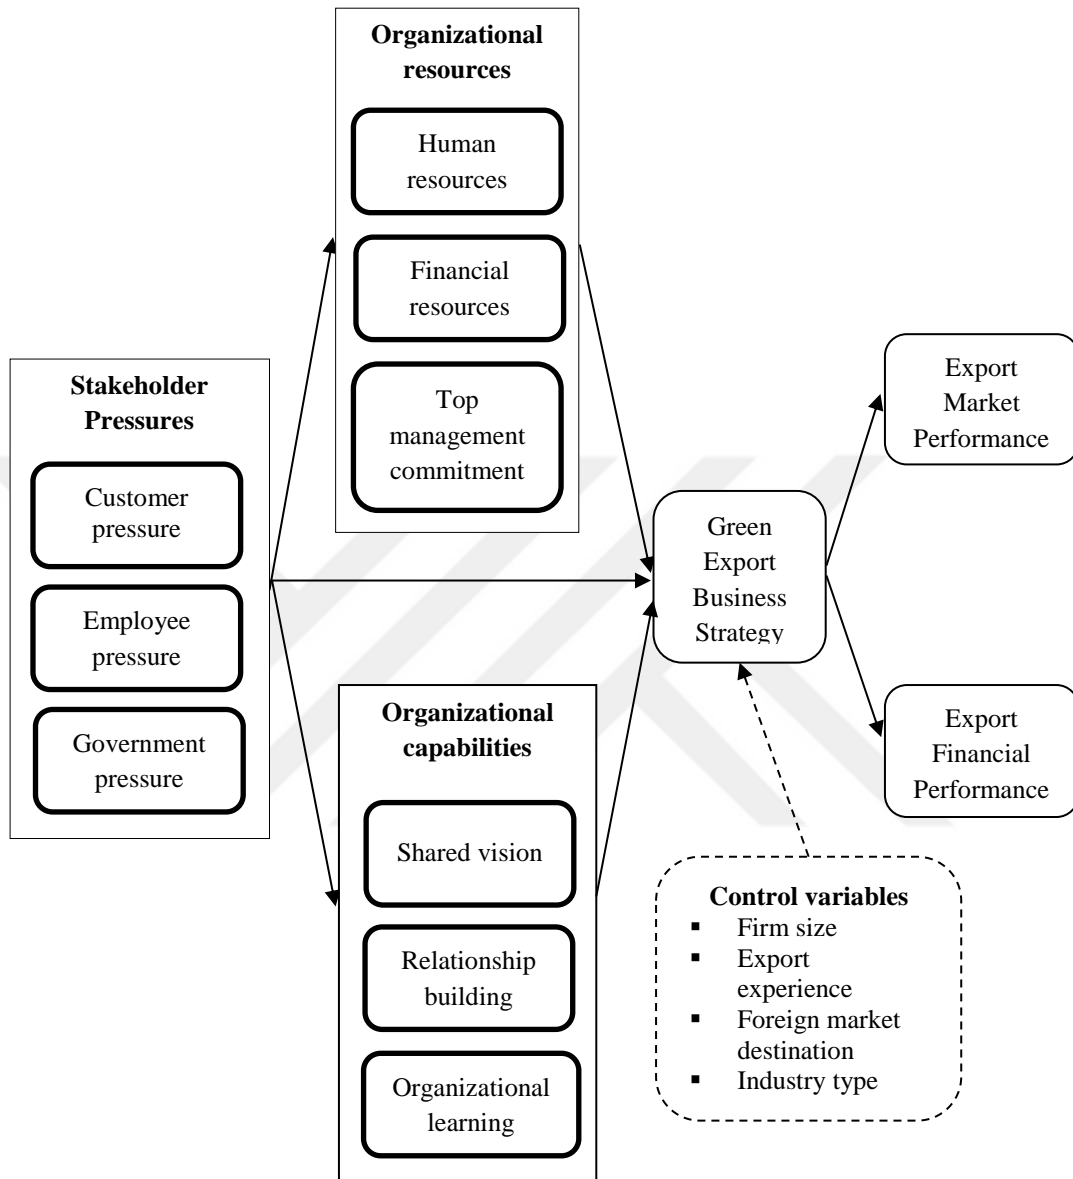 Organizational
resources
Human
resources
Financial
resources
Top
management
commitment
Stakeholder
Pressures
Customer
pressure
Employee
pressure
Government
pressure
Organizational
capabilities
Shared vision
Relationship
building
Organizational
learning
Green
Export
Business
Strategy
Export
Market
Performance
Export
Financial
Performance
Control variables
▪ Firm size
▪ Export
experience
▪ Foreign market
destination
▪ Industry type